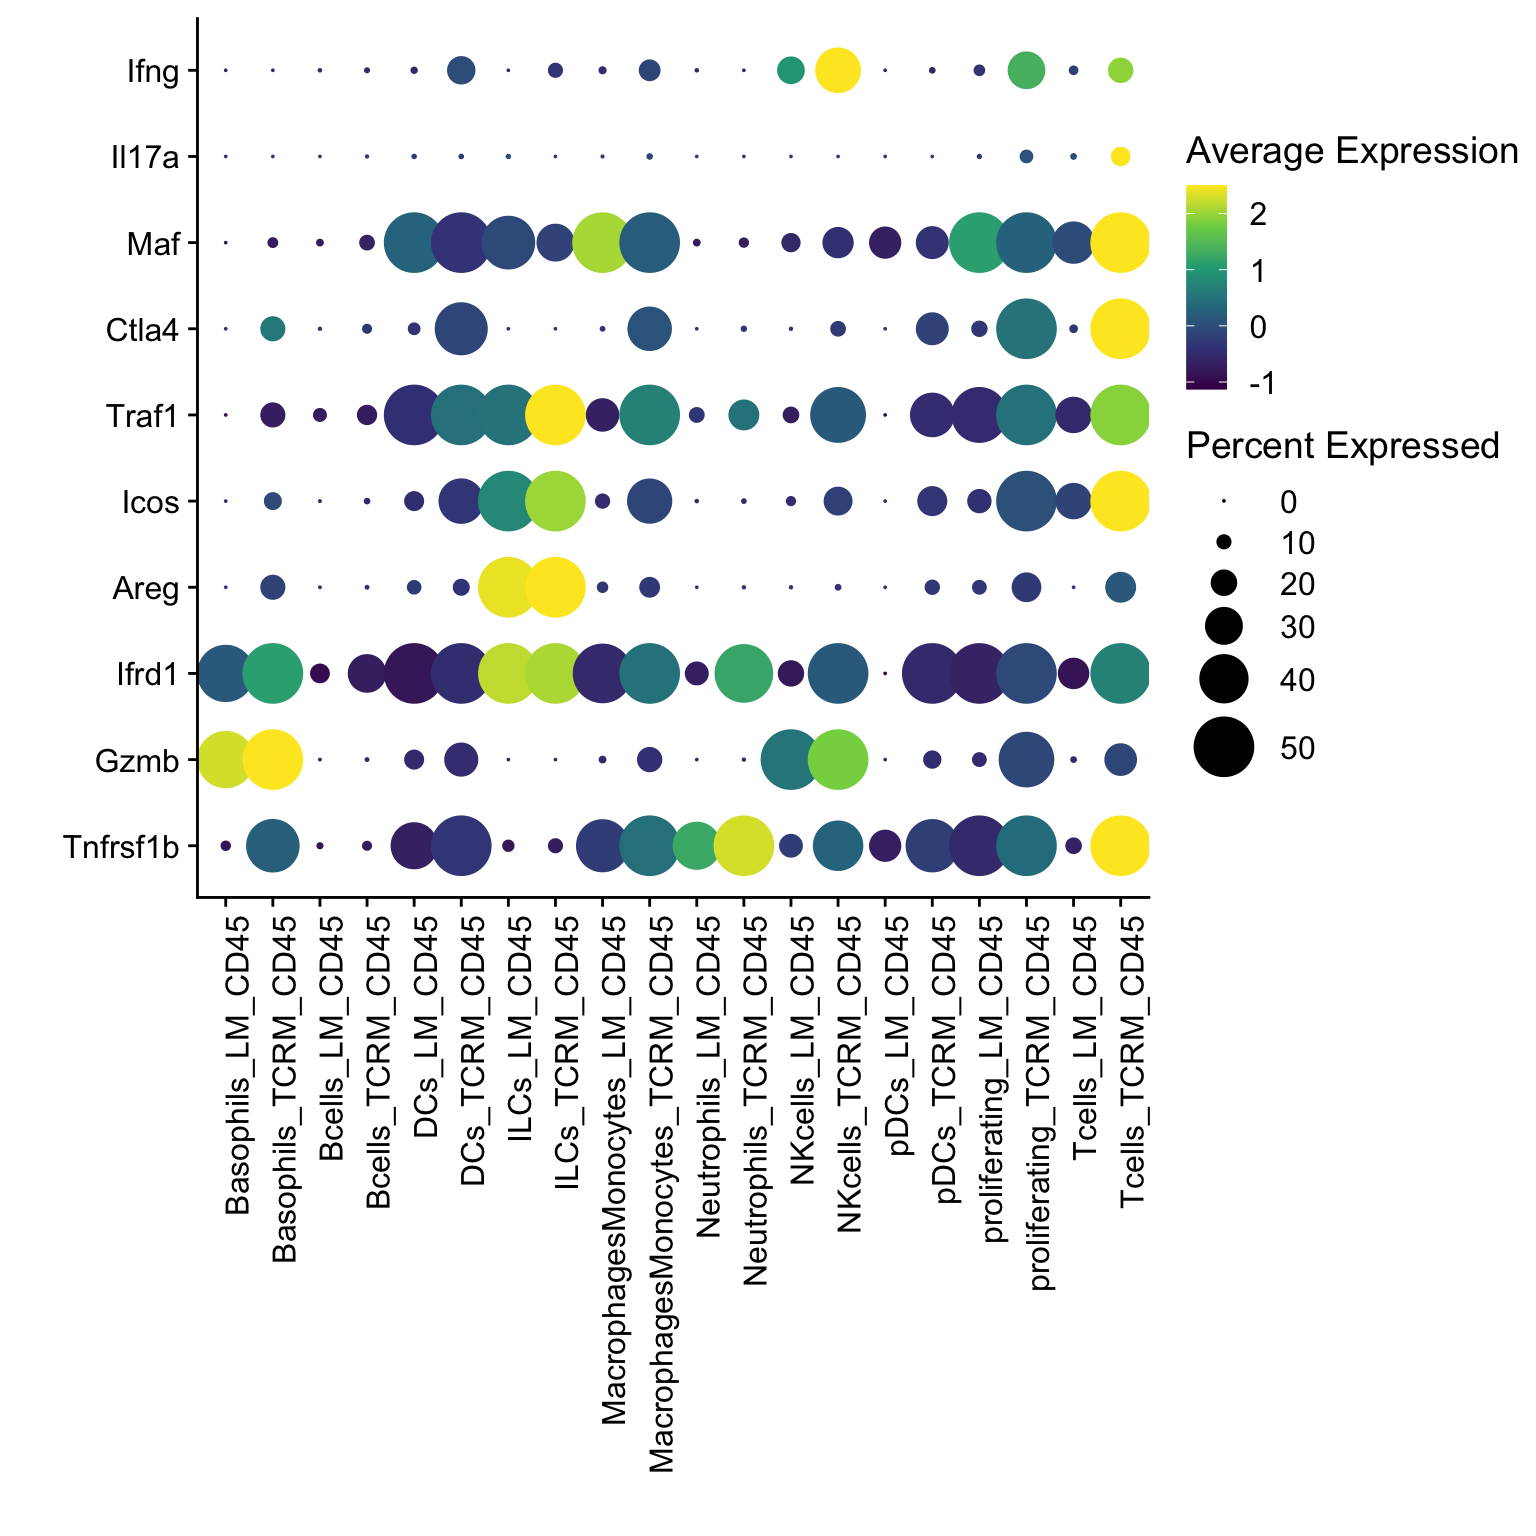 Ifng
Il17a
Maf
Ctla4
Traf1
Icos
Areg
Ifrd1
Gzmb
Tnfrsf1b
Basophils_LM_CD45
Basophils_TCRM_CD45
Bcells_LM_CD45
Bcells_TCRM_CD45
DCs_LM_CD45
DCs_TCRM_CD45
ILCs_LM_CD45
ILCs_TCRM_CD45
MacrophagesMonocytes_LM_CD45
MacrophagesMonocytes_TCRM_CD45
Neutrophils_LM_CD45
Neutrophils_TCRM_CD45
NKcells_LM_CD45
NKcells_TCRM_CD45
pDCs_LM_CD45
pDCs_TCRM_CD45
proliferating_LM_CD45
proliferating_TCRM_CD45
Tcells_LM_CD45
Tcells_TCRM_CD45
Average Expression
2
1
0
-1
Percent Expressed
0
10
20
30
40
50